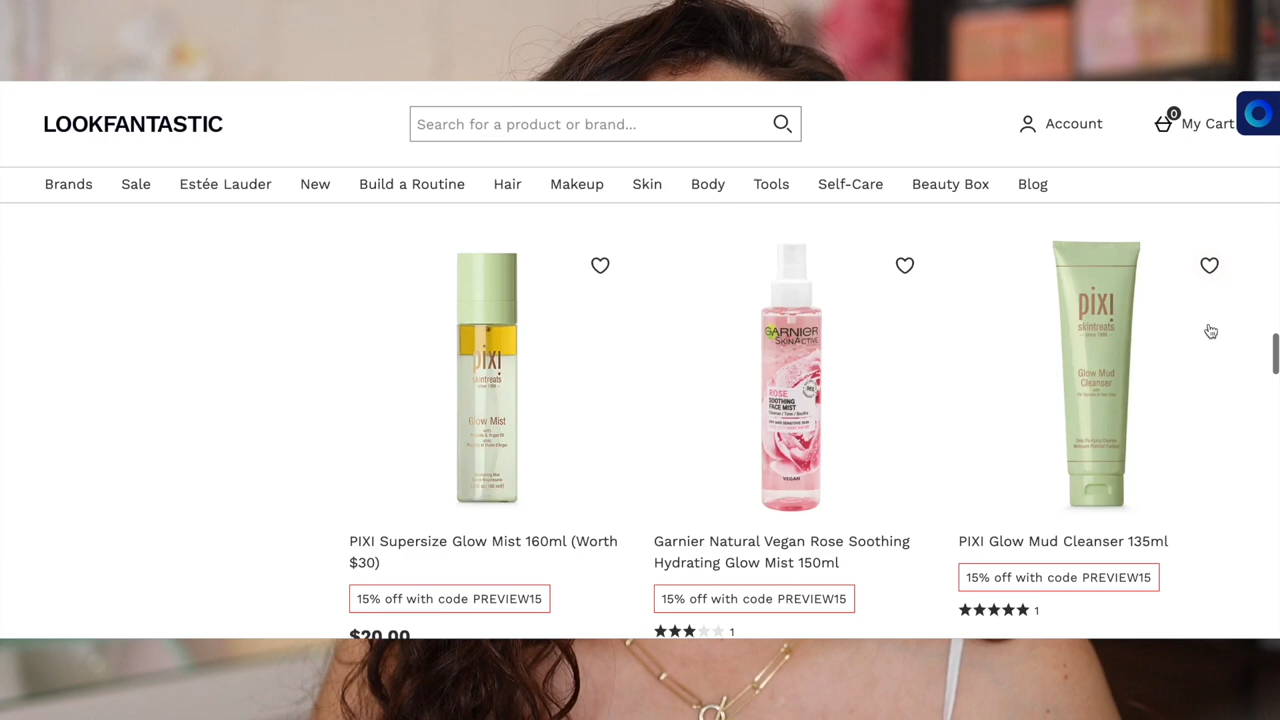 LOOKFANTASTIC
Search for a product or brand...
Account
0
My Cart
Brands
Sale
Estée Lauder
New
Build a Routine
Hair
Makeup
Skin
Body
Tools
Self-Care
Beauty Box
Blog
pixi
skintreats
Glow Mist
GARNIER
SKINACTIVE
ROSE
SOOTHING
FACE MIST
VEGAN
pixi
skintreats
Glow Mud
Cleanser
PIXI Supersize Glow Mist 160ml (Worth
$30)
15% off with code PREVIEW15
$20.00
Garnier Natural Vegan Rose Soothing
Hydrating Glow Mist 150ml
15% off with code PREVIEW15
1
PIXI Glow Mud Cleanser 135ml
15% off with code PREVIEW15
1